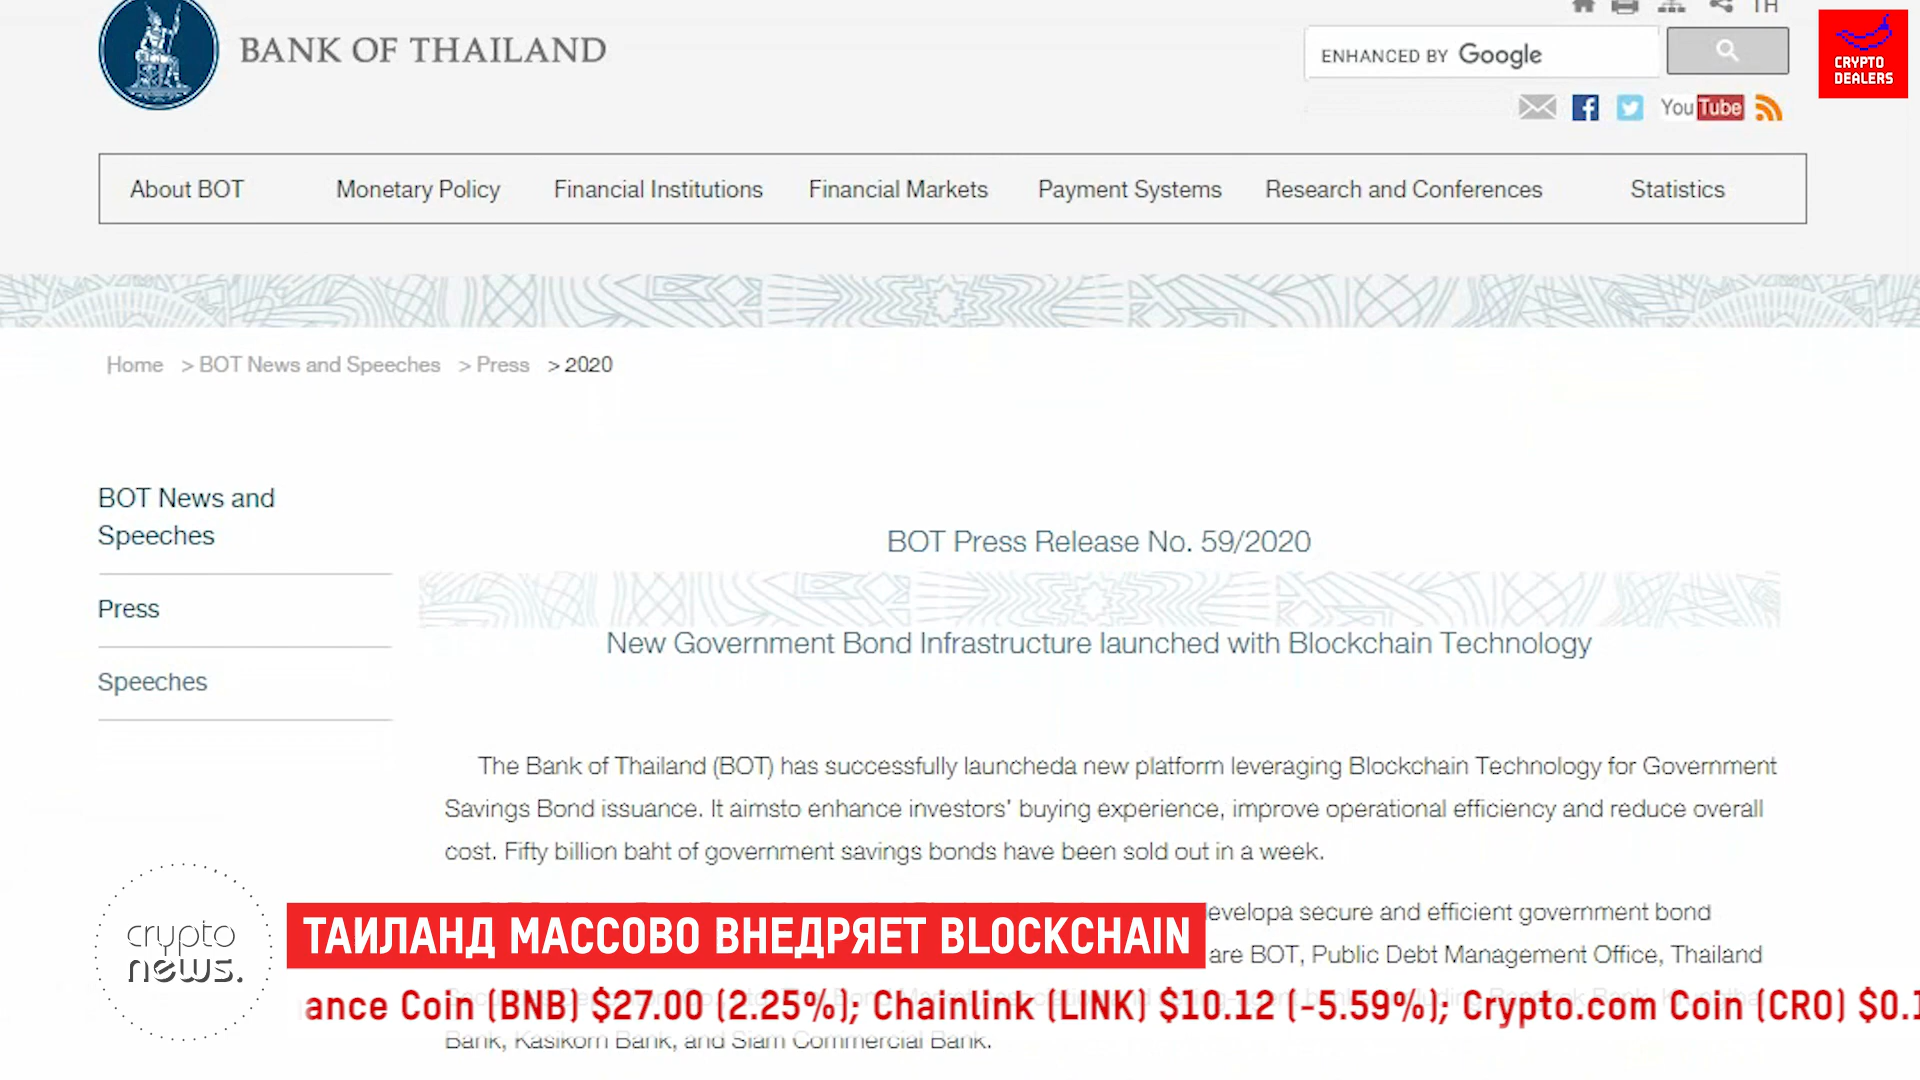 TH
BANK OF THAILAND
ENHANCED BY Google
CRYPTO
DEALERS
You Tube
About BOT Monetary Policy Financial Institutions Financial Markets Payment Systems Research and Conferences Statistics
Home > BOT News and Speeches > Press > 2020
BOT News and
Speeches
Press
Speeches
BOT Press Release No. 59/2020
New Government Bond Infrastructure launched with Blockchain Technology
The Bank of Thailand (BOT) has successfully launcheda new platform leveraging Blockchain Technology for Government
Savings Bond issuance. It aimsto enhance investors' buying experience, improve operational efficiency and reduce overall
cost. Fifty billion baht of government savings bonds have been sold out in a week.
evelopa secure and efficient government bond
are BOT, Public Debt Management Office, Thailand
Bank, Kasikorn Bank, and Siam Commercial Bank.
crypto
news.
ТАИЛАНД МАССОВО ВНЕДРЯЕТ BLOCKCHAIN
ance Coin (BNB) $27.00 (2.25%); Chainlink (LINK) $10.12 (-5.59%); Crypto.com Coin (CRO) $0.1